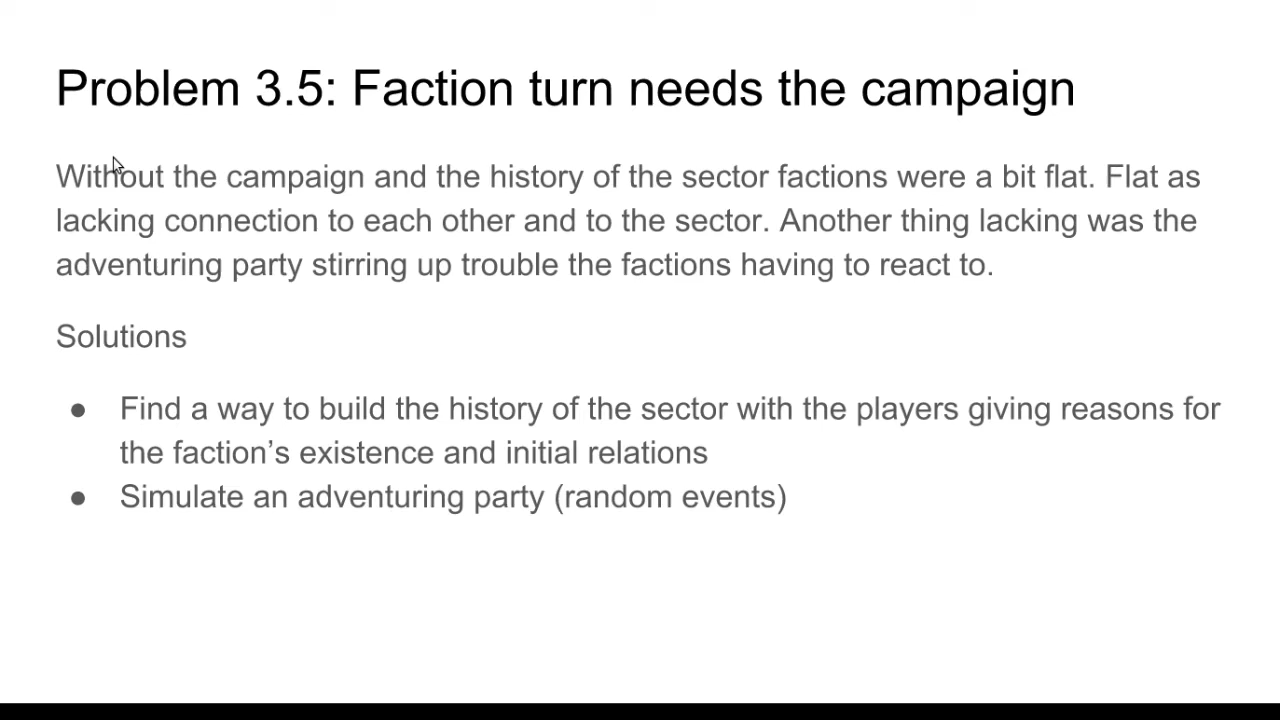 Problem 3.5: Faction turn needs the campaign
Without the campaign and the history of the sector factions were a bit flat. Flat as
lacking connection to each other and to the sector. Another thing lacking was the
adventuring party stirring up trouble the factions having to react to.
Solutions
● Find a way to build the history of the sector with the players giving reasons for
the faction’s existence and initial relations
● Simulate an adventuring party (random events)